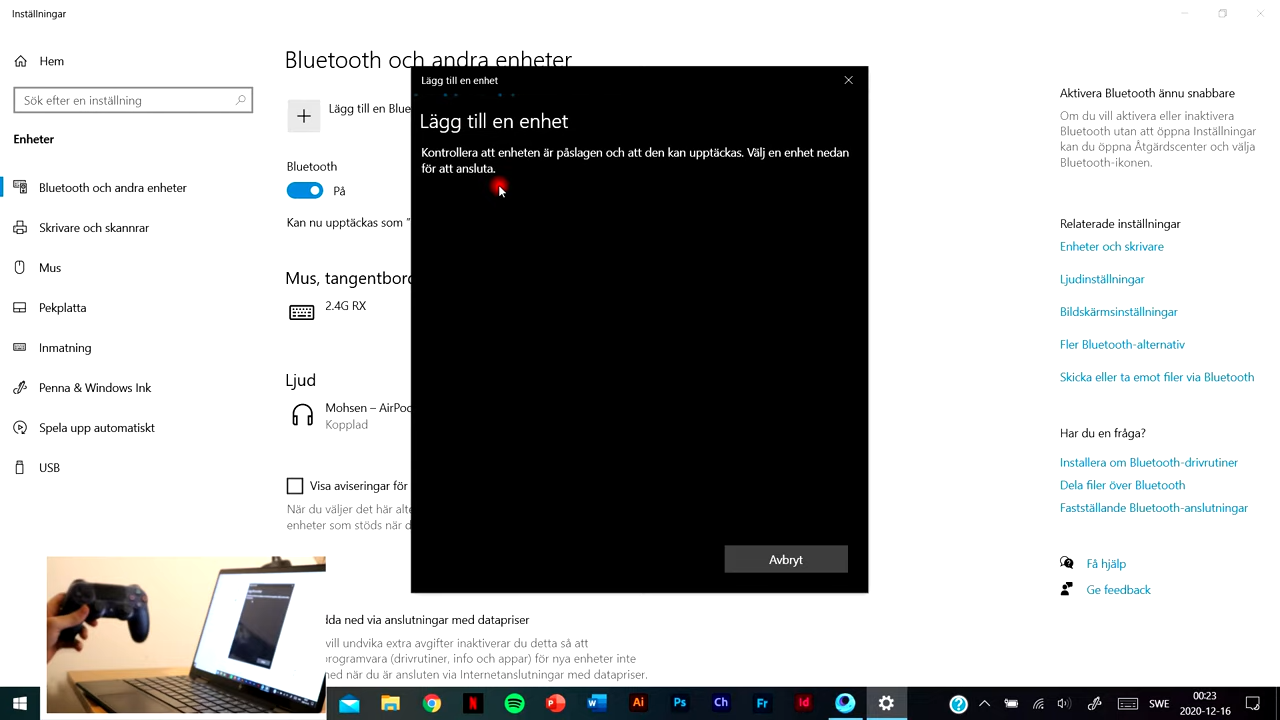 Inställningar
Hem
Sök efter en inställning
Enheter
Bluetooth och andra enheter
Skrivare och skannrar
Mus
Pekplatta
Inmatning
Penna & Windows Ink
Spela upp automatiskt
USB
Bluetooth och andra enheter
Lägg till en Blue
Bluetooth
På
Kan nu upptäckas som "
Mus, tangentbord
2.4G RX
Ljud
Mohsen – AirPod
Kopplad
Visa aviseringar för
När du väljer det här alte
enheter som stöds när d
dda ned via anslutningar med datapriser
vill undvika extra avgifter inaktiverar du detta så att
programvara (drivrutiner, info och appar) för nya enheter inte
ned när du är ansluten via Internetanslutningar med datapriser.
Lägg till en enhet
Lägg till en enhet
Kontrollera att enheten är påslagen och att den kan upptäckas. Välj en enhet nedan
för att ansluta.
Avbryt
Aktivera Bluetooth ännu snabbare
Om du vill aktivera eller inaktivera
Bluetooth utan att öppna Inställningar
kan du öppna Åtgärdscenter och välja
Bluetooth-ikonen.
Relaterade inställningar
Enheter och skrivare
Ljudinställningar
Bildskärmsinställningar
Fler Bluetooth-alternativ
Skicka eller ta emot filer via Bluetooth
Har du en fråga?
Installera om Bluetooth-drivrutiner
Dela filer över Bluetooth
Fastställande Bluetooth-anslutningar
Få hjälp
Ge feedback
N
P
W
Ai
Ps
Ch
Fr
Id
SWE
00:23
2020-12-16